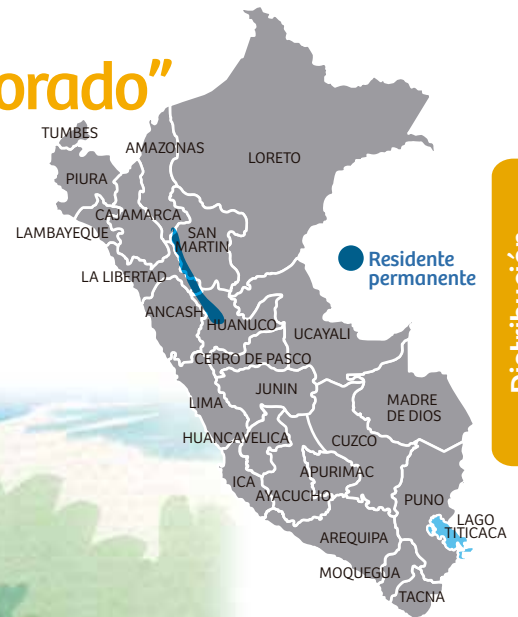 orado”
TUMBES
AMAZONAS
LORETO
PIURA
CAJAMARCA
LAMBAYEQUE
SAN
MARTIN
Residente
permanente
LA LIBERTAD
ANCASH
HUANUCO
UCAYALI
CERRO DE PASCO
JUNIN
LIMA
MADRE
DE DIOS
HUANCAVELICA
CUZCO
APURIMAC
ICA
AYACUCHO
PUNO
LAGO
TITICACA
AREQUIPA
MOQUEGUA
TACNA
Distribución